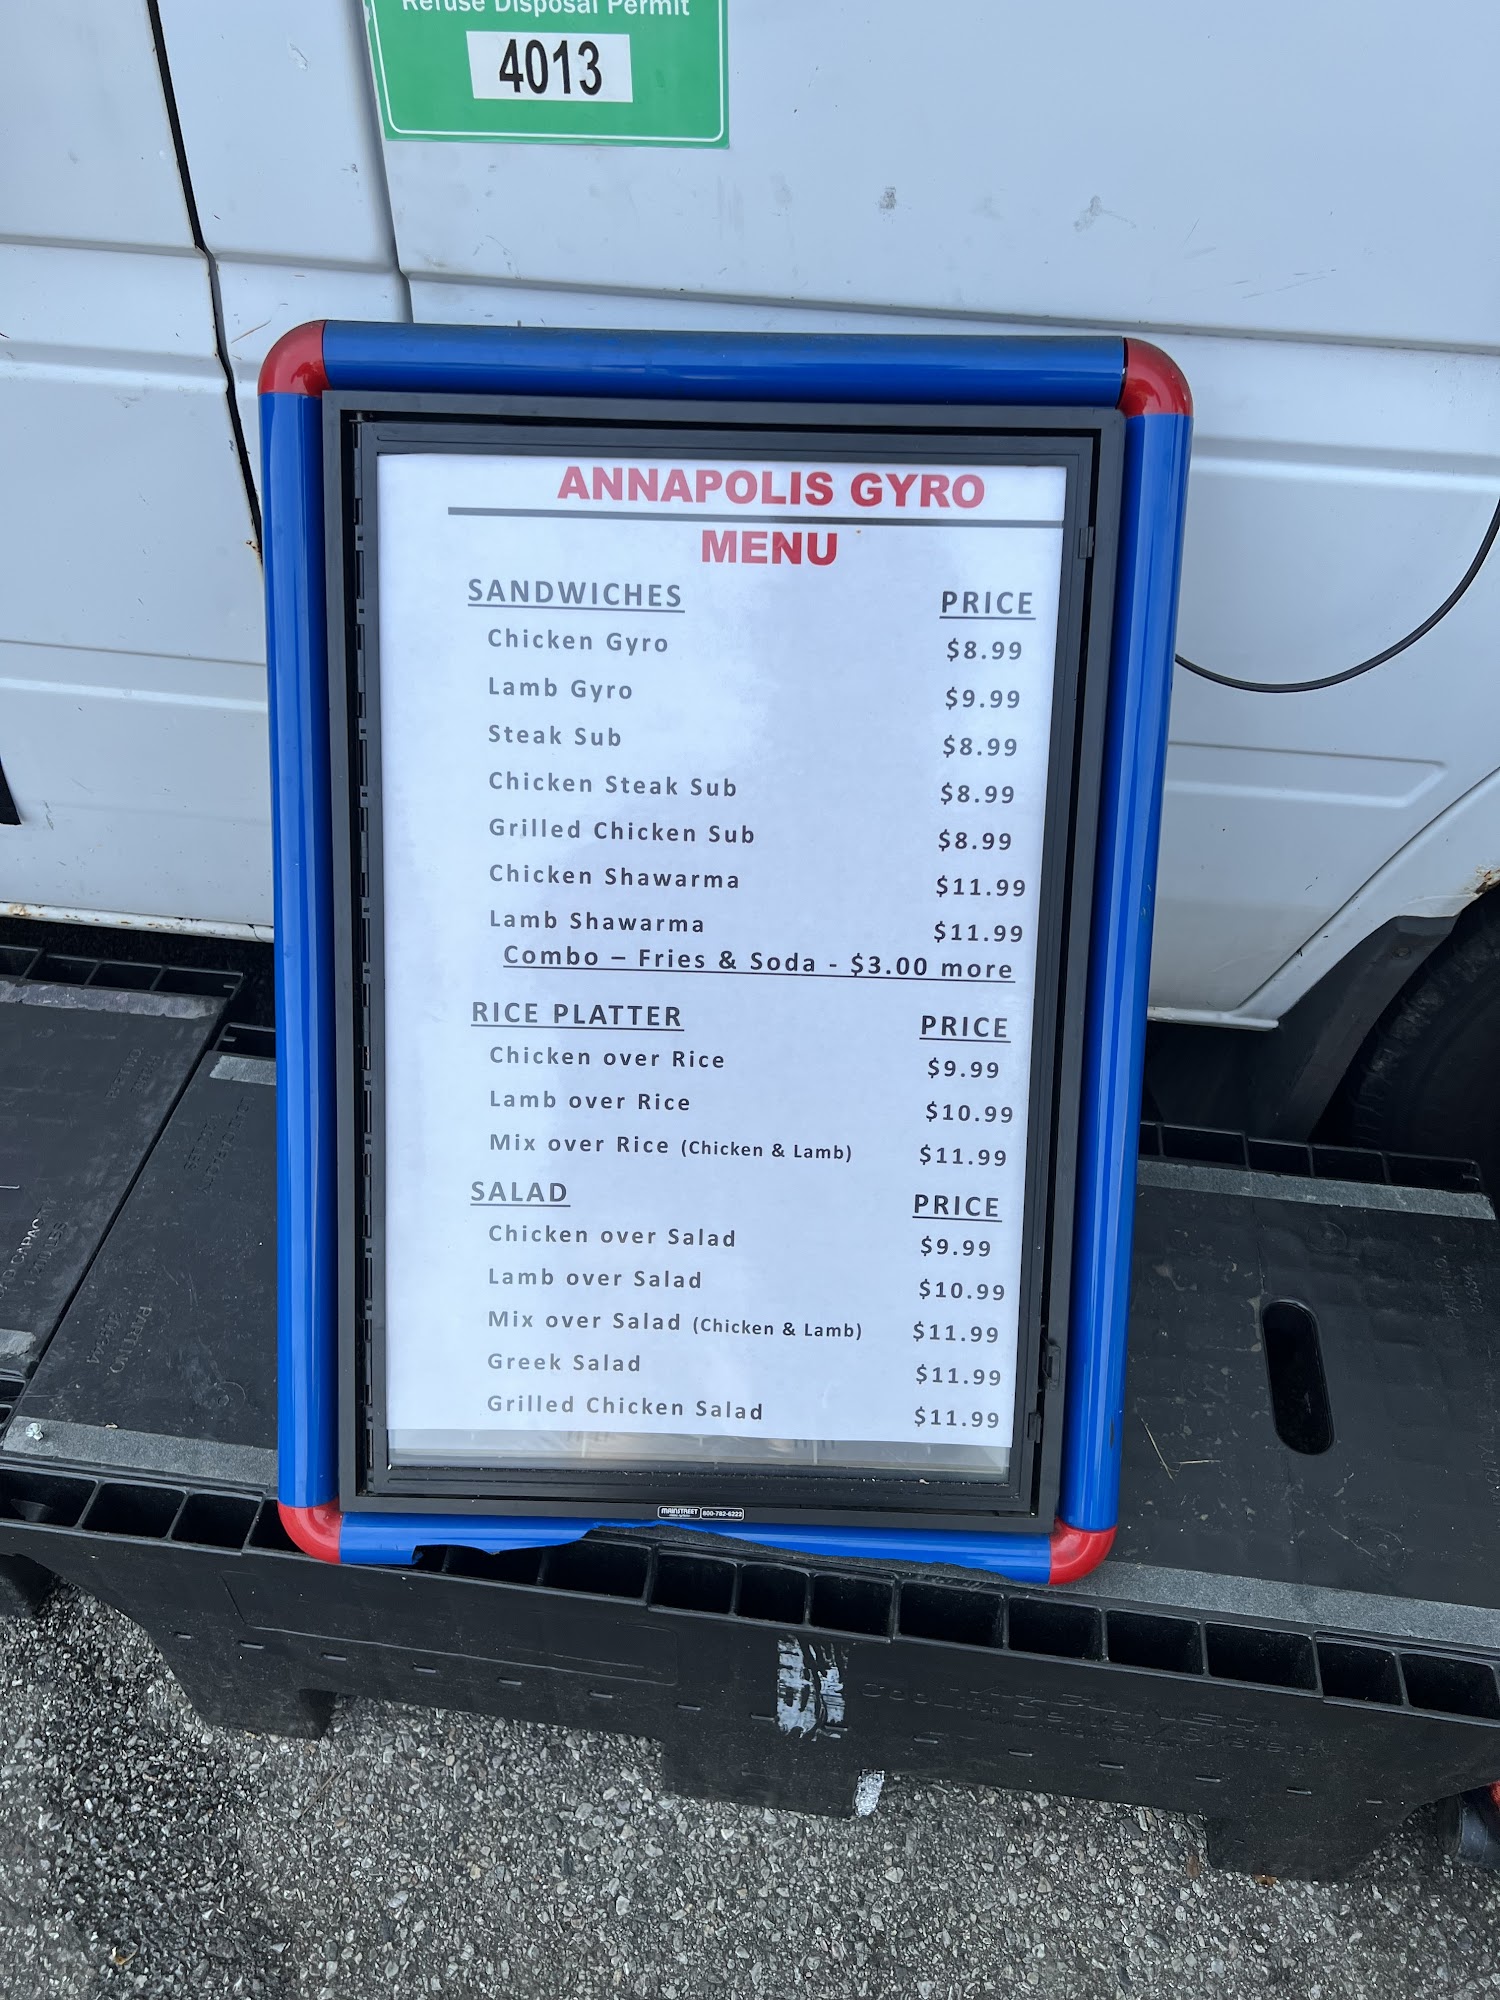 Refuse Disposal Permit
4013
ANNAPOLIS GYRO
MENU
SANDWICHES PRICE
Chicken Gyro $8.99
Lamb Gyro $9.99
Steak Sub $8.99
Chicken Steak Sub $8.99
Grilled Chicken Sub $8.99
Chicken Shawarma $11.99
Lamb Shawarma $11.99
Combo – Fries & Soda - $3.00 more
RICE PLATTER PRICE
Chicken over Rice $9.99
Lamb over Rice $10.99
Mix over Rice (Chicken & Lamb) $11.99
SALAD PRICE
Chicken over Salad $9.99
Lamb over Salad $10.99
Mix over Salad (Chicken & Lamb) $11.99
Greek Salad $11.99
Grilled Chicken Salad $11.99
MAINSTREET 800-782-6222